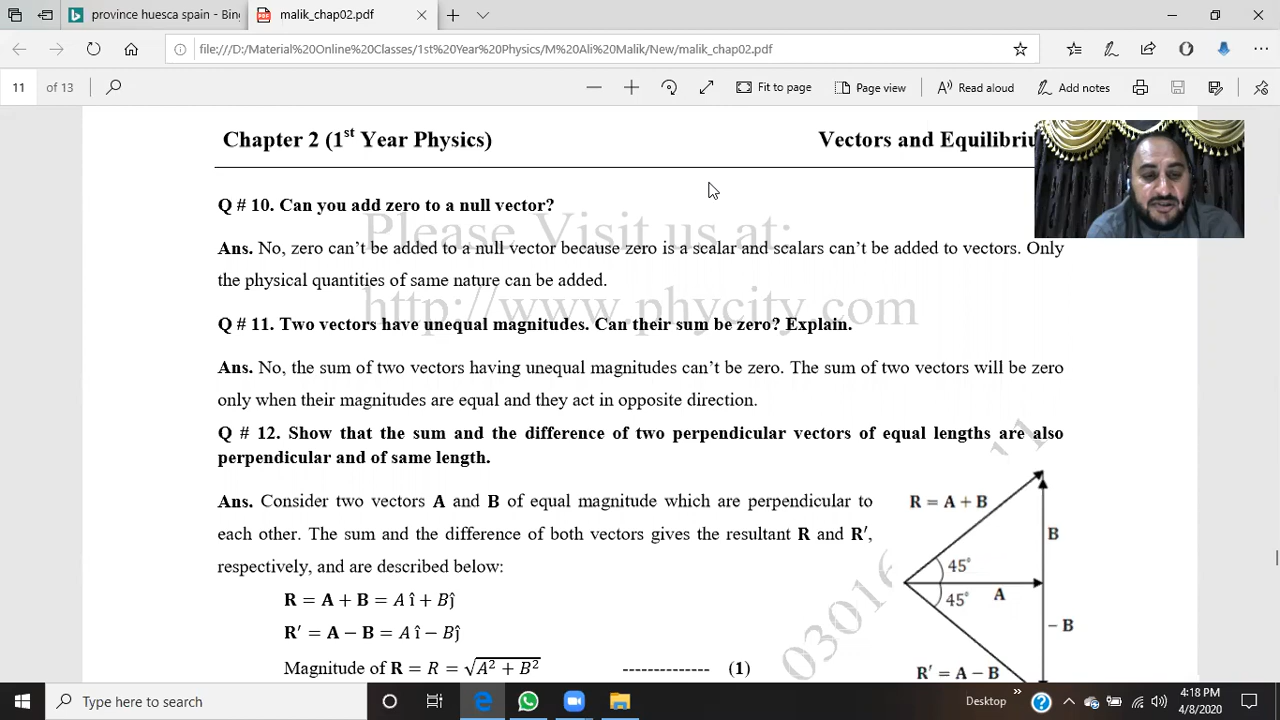 province huesca spain - Bing
malik_chap02.pdf
file:///D:/Material%20Online%20Classes/1st%20Year%20Physics/M%20Ali%20Malik/New/malik_chap02.pdf
11 of 13
Fit to page
Page view
Read aloud
Add notes
Chapter 2 (1st Year Physics)
Vectors and Equilibriu
Please Visit us at:
http://www.phycity.com
Q # 10. Can you add zero to a null vector?
Ans. No, zero can’t be added to a null vector because zero is a scalar and scalars can’t be added to vectors. Only
the physical quantities of same nature can be added.
Q # 11. Two vectors have unequal magnitudes. Can their sum be zero? Explain.
Ans. No, the sum of two vectors having unequal magnitudes can’t be zero. The sum of two vectors will be zero
only when their magnitudes are equal and they act in opposite direction.
Q # 12. Show that the sum and the difference of two perpendicular vectors of equal lengths are also
perpendicular and of same length.
Ans. Consider two vectors A and B of equal magnitude which are perpendicular to
each other. The sum and the difference of both vectors gives the resultant R and R′,
respectively, and are described below:
R = A + B = A î + Bĵ
R′ = A − B = A î − Bĵ
Magnitude of R = R = √A² + B² -------------- (1)
R = A + B
B
45°
45°
A
− B
R′ = A − B
Type here to search
Desktop
4:18 PM
4/8/2020